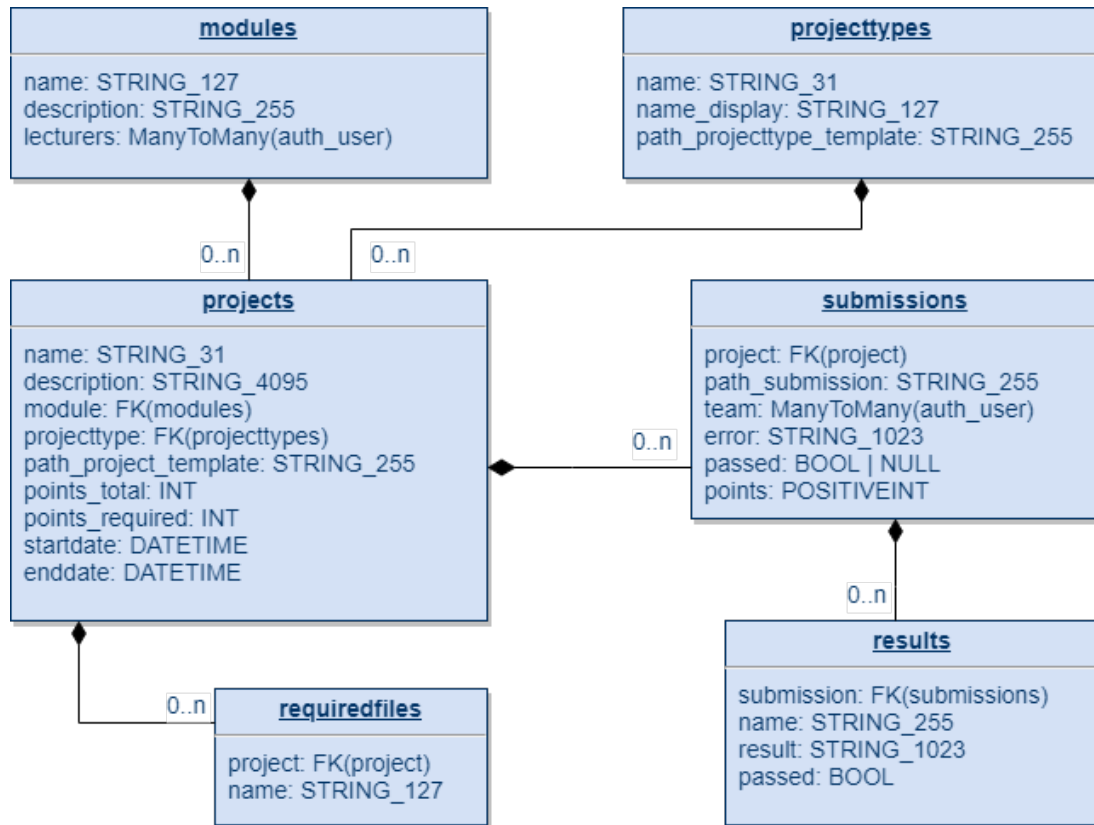 modules
name: STRING_127
description: STRING_255
lecturers: ManyToMany(auth_user)
projecttypes
name: STRING_31
name_display: STRING_127
path_projecttype_template: STRING_255
0..n
0..n
projects
name: STRING_31
description: STRING_4095
module: FK(modules)
projecttype: FK(projecttypes)
path_project_template: STRING_255
points_total: INT
points_required: INT
startdate: DATETIME
enddate: DATETIME
0..n
submissions
project: FK(project)
path_submission: STRING_255
team: ManyToMany(auth_user)
error: STRING_1023
passed: BOOL | NULL
points: POSITIVEINT
0..n
0..n
requiredfiles
project: FK(project)
name: STRING_127
results
submission: FK(submissions)
name: STRING_255
result: STRING_1023
passed: BOOL